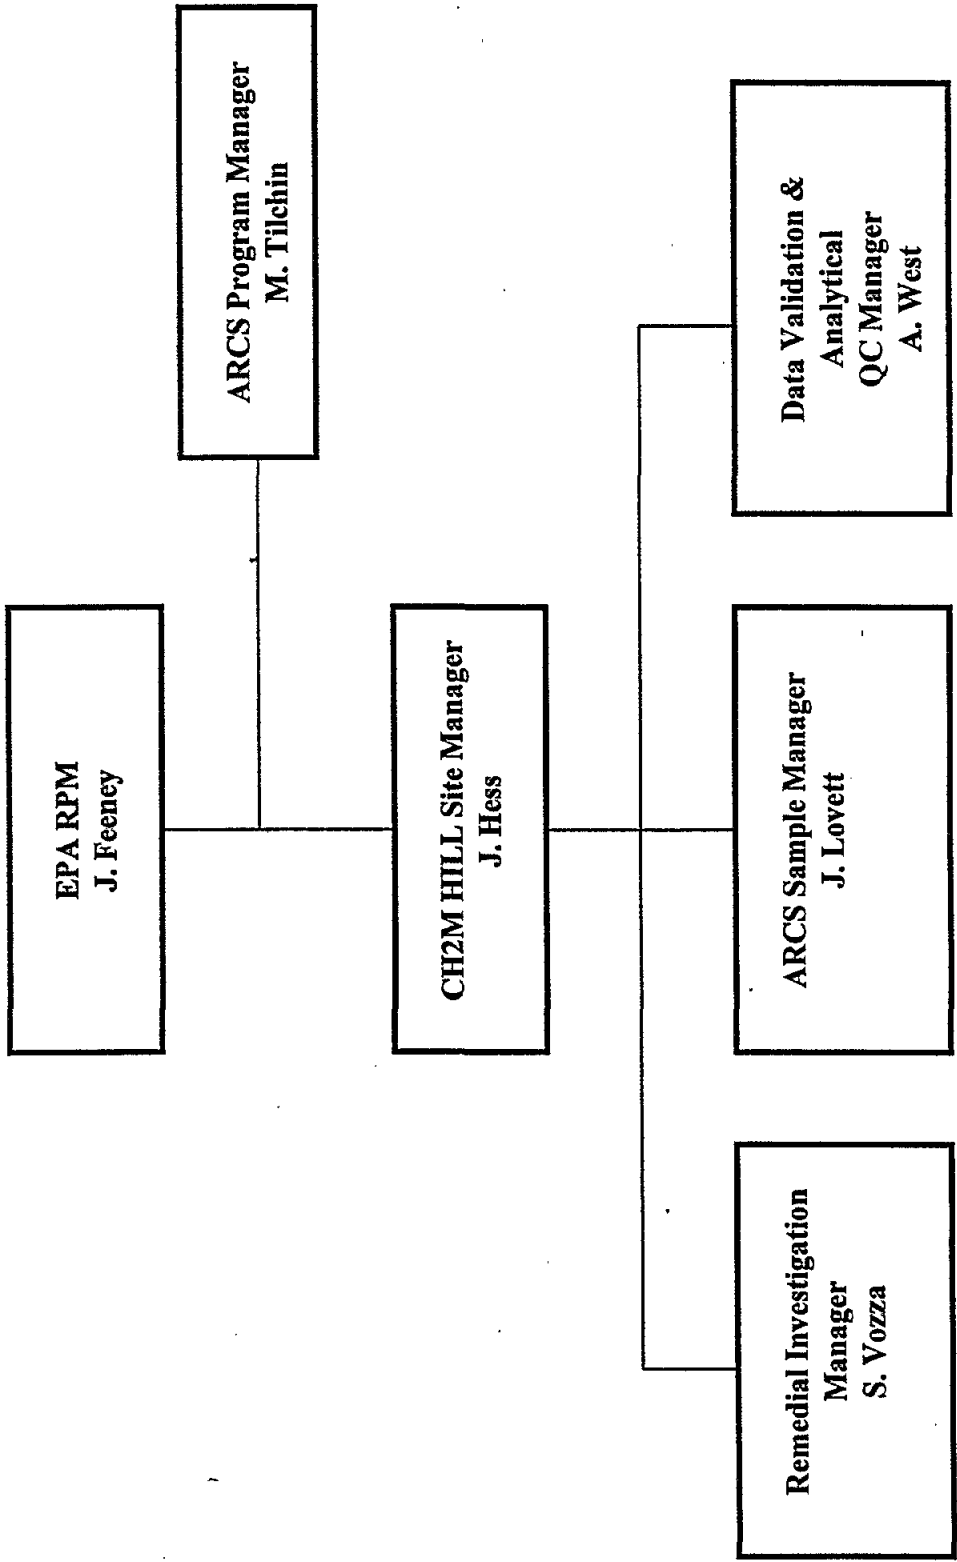 EPA RPM
J. Feeney
ARCS Program Manager
M. Tilchin
CH2M HILL Site Manager
J. Hess
Remedial Investigation
Manager
S. Vozza
ARCS Sample Manager
J. Lovett
Data Validation &
Analytical
QC Manager
A. West